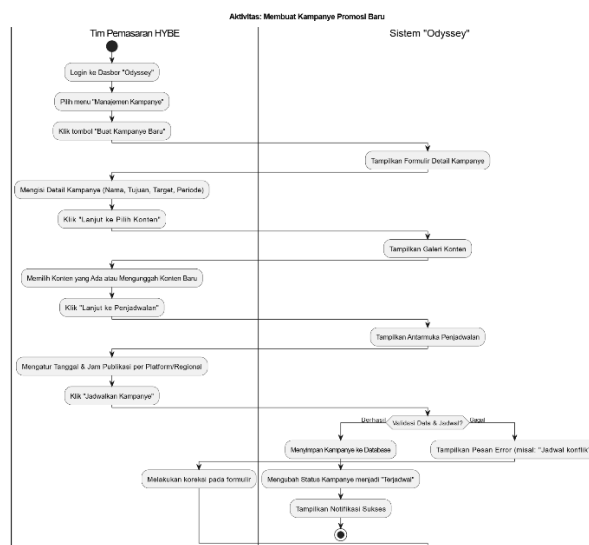 Aktivitas: Membuat Kampanye Promosi Baru
Tim Pemasaran HYBE
Sistem "Odyssey"
Login ke Dasbor "Odyssey"
Pilih menu "Manajemen Kampanye"
Klik tombol "Buat Kampanye Baru"
Tampilkan Formulir Detail Kampanye
Mengisi Detail Kampanye (Nama, Tujuan, Target, Periode)
Klik "Lanjut ke Pilih Konten"
Tampilkan Galeri Konten
Memilih Konten yang Ada atau Mengunggah Konten Baru
Klik "Lanjut ke Penjadwalan"
Tampilkan Antarmuka Penjadwalan
Mengatur Tanggal & Jam Publikasi per Platform/Regional
Klik "Jadwalkan Kampanye"
Berhasil
Validasi Data & Jadwal?
Gagal
Menyimpan Kampanye ke Database
Tampilkan Pesan Error (misal: "Jadwal konflik"
Melakukan koreksi pada formulir
Mengubah Status Kampanye menjadi "Terjadwal"
Tampilkan Notifikasi Sukses